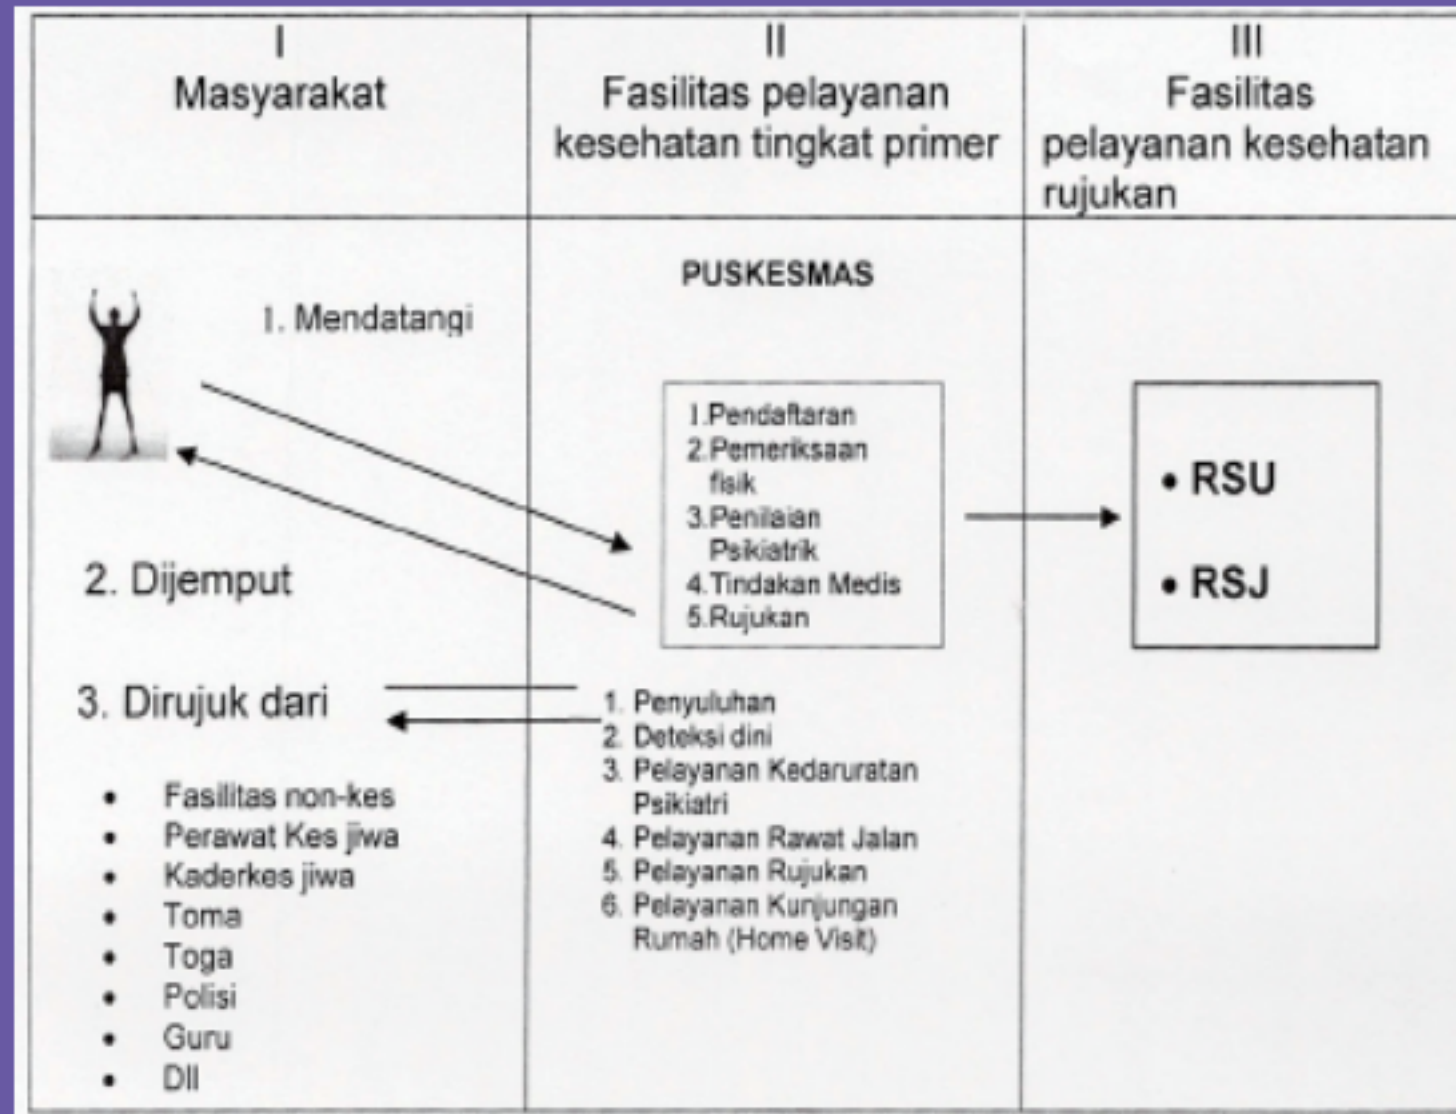 I
Masyarakat
II
Fasilitas pelayanan
kesehatan tingkat primer
III
Fasilitas
pelayanan kesehatan
rujukan
1. Mendatangi
2. Dijemput
3. Dirujuk dari
• Fasilitas non-kes
• Perawat Kes jiwa
• Kaderkes jiwa
• Toma
• Toga
• Polisi
• Guru
• Dll
PUSKESMAS
1.Pendaftaran
2.Pemeriksaan
fisik
3.Penilaian
Psikiatrik
4.Tindakan Medis
5.Rujukan
1. Penyuluhan
2. Deteksi dini
3. Pelayanan Kedaruratan
Psikiatri
4. Pelayanan Rawat Jalan
5. Pelayanan Rujukan
6. Pelayanan Kunjungan
Rumah (Home Visit)
• RSU
• RSJ